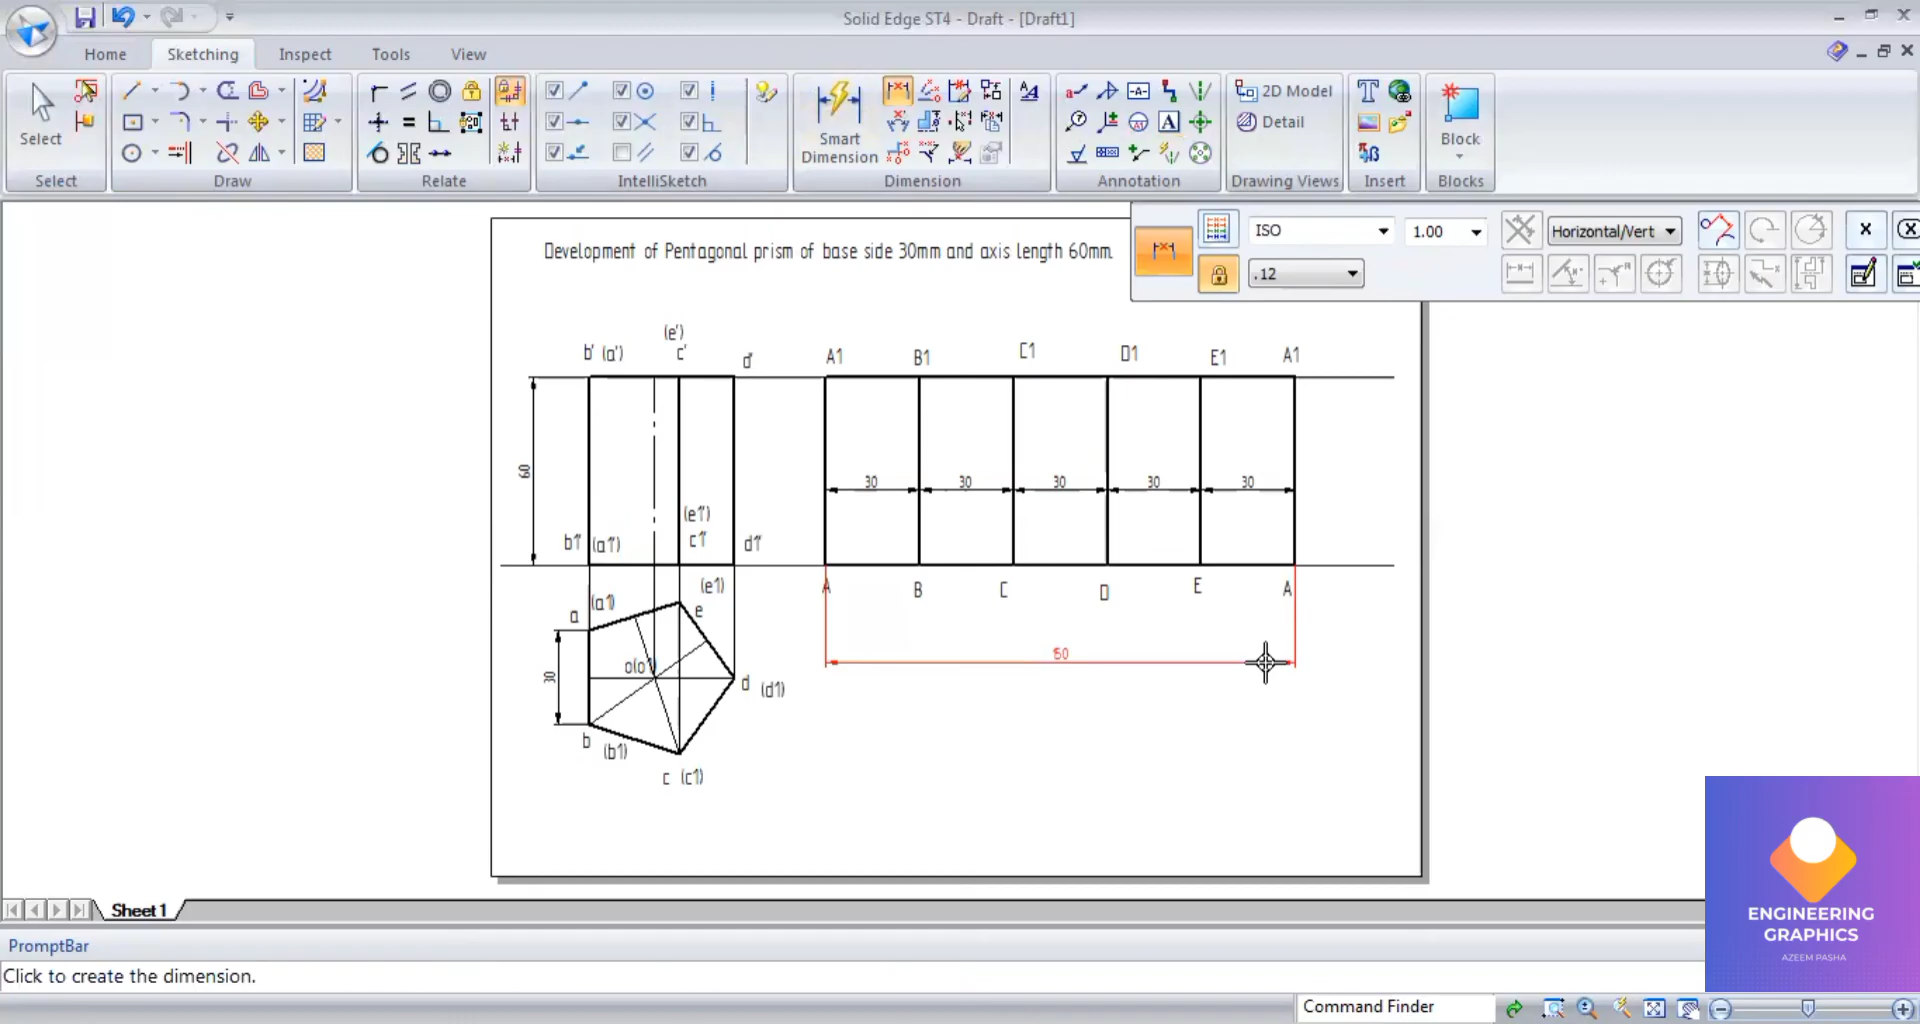 Solid Edge ST4 - Draft - [Draft1]
Home Sketching Inspect Tools View
Select
Smart
Dimension
2D Model
Detail
Block
Select Draw Relate IntelliSketch Dimension Annotation Drawing Views Insert Blocks
ISO 1.00 Horizontal/Vert
.12
Development of Pentagonal prism of base side 30mm and axis length 60mm.
(e')
b' (a') c' d'
A1 B1 C1 D1 E1 A1
60
30 30 30 30 30
(e1')
b1' (a1') c1' d1'
A B C D E A
(e1)
a (a1) e
150
o(o1)
30
d (d1)
b (b1)
c (c1)
Sheet 1
PromptBar
Click to create the dimension.
Command Finder
ENGINEERING
GRAPHICS
AZEEM PASHA